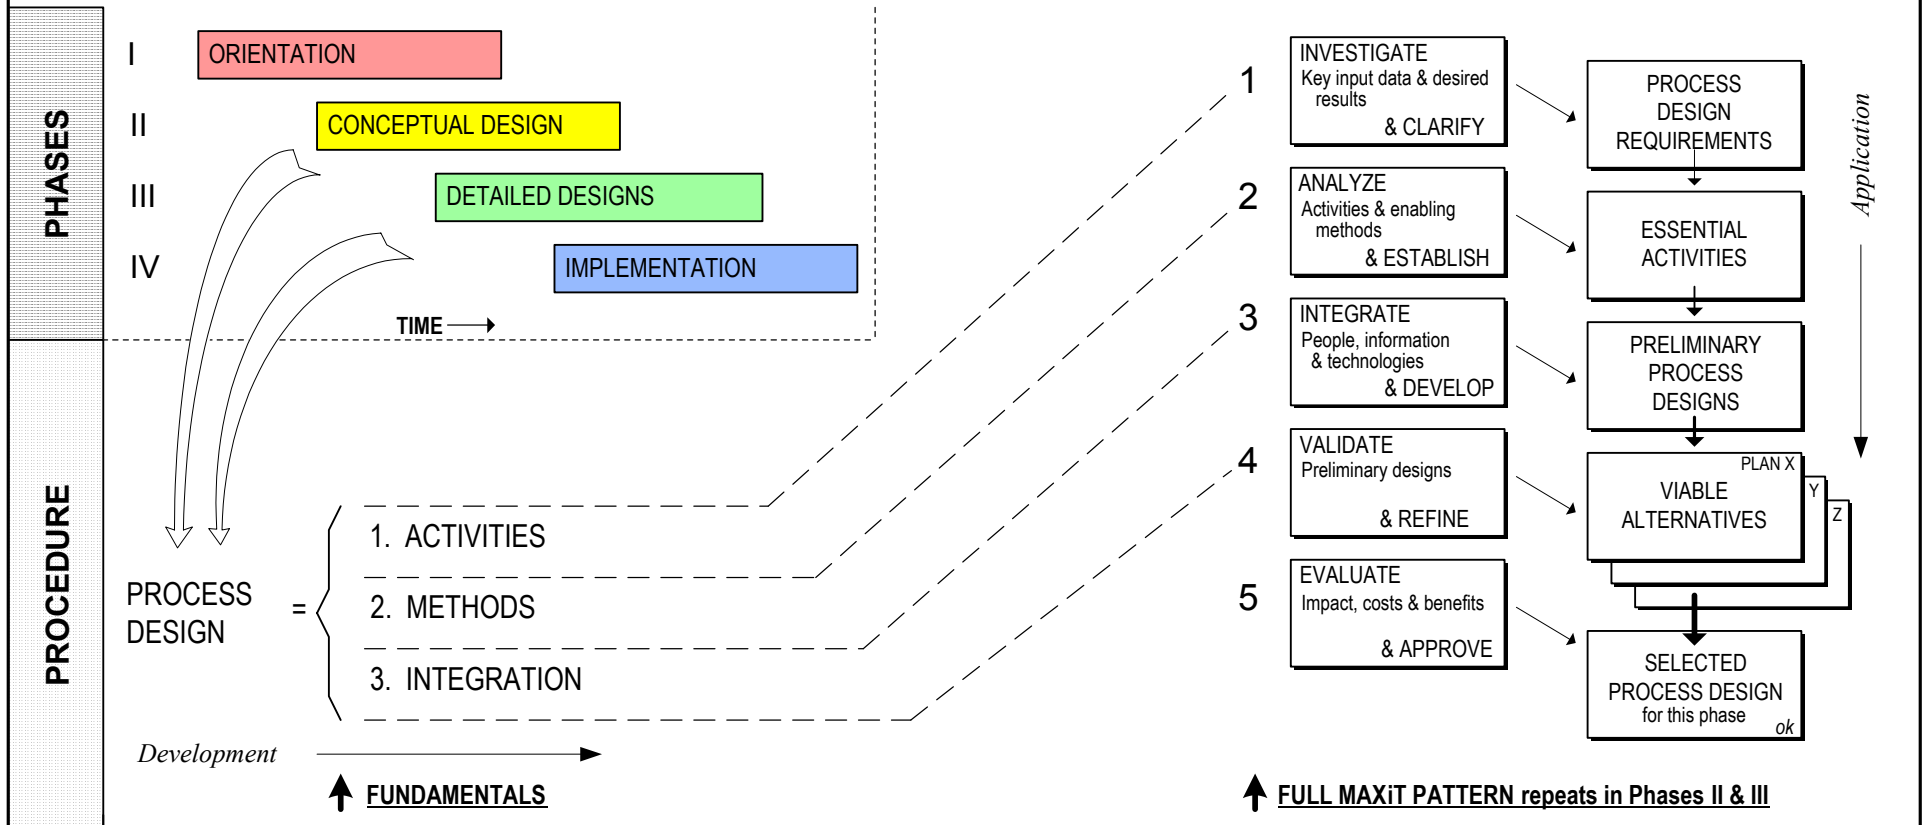 PHASES
I
ORIENTATION
II
CONCEPTUAL DESIGN
III
DETAILED DESIGNS
IV
IMPLEMENTATION
TIME
PROCEDURE
PROCESS
DESIGN
=
1. ACTIVITIES
2. METHODS
3. INTEGRATION
Development
FUNDAMENTALS
1
INVESTIGATE
Key input data & desired
results
& CLARIFY
2
ANALYZE
Activities & enabling
methods
& ESTABLISH
3
INTEGRATE
People, information
& technologies
& DEVELOP
4
VALIDATE
Preliminary designs
& REFINE
5
EVALUATE
Impact, costs & benefits
& APPROVE
PROCESS
DESIGN
REQUIREMENTS
ESSENTIAL
ACTIVITIES
PRELIMINARY
PROCESS
DESIGNS
PLAN X
VIABLE
ALTERNATIVES
Y
Z
SELECTED
PROCESS DESIGN
for this phase
ok
Application
FULL MAXiT PATTERN repeats in Phases II & III